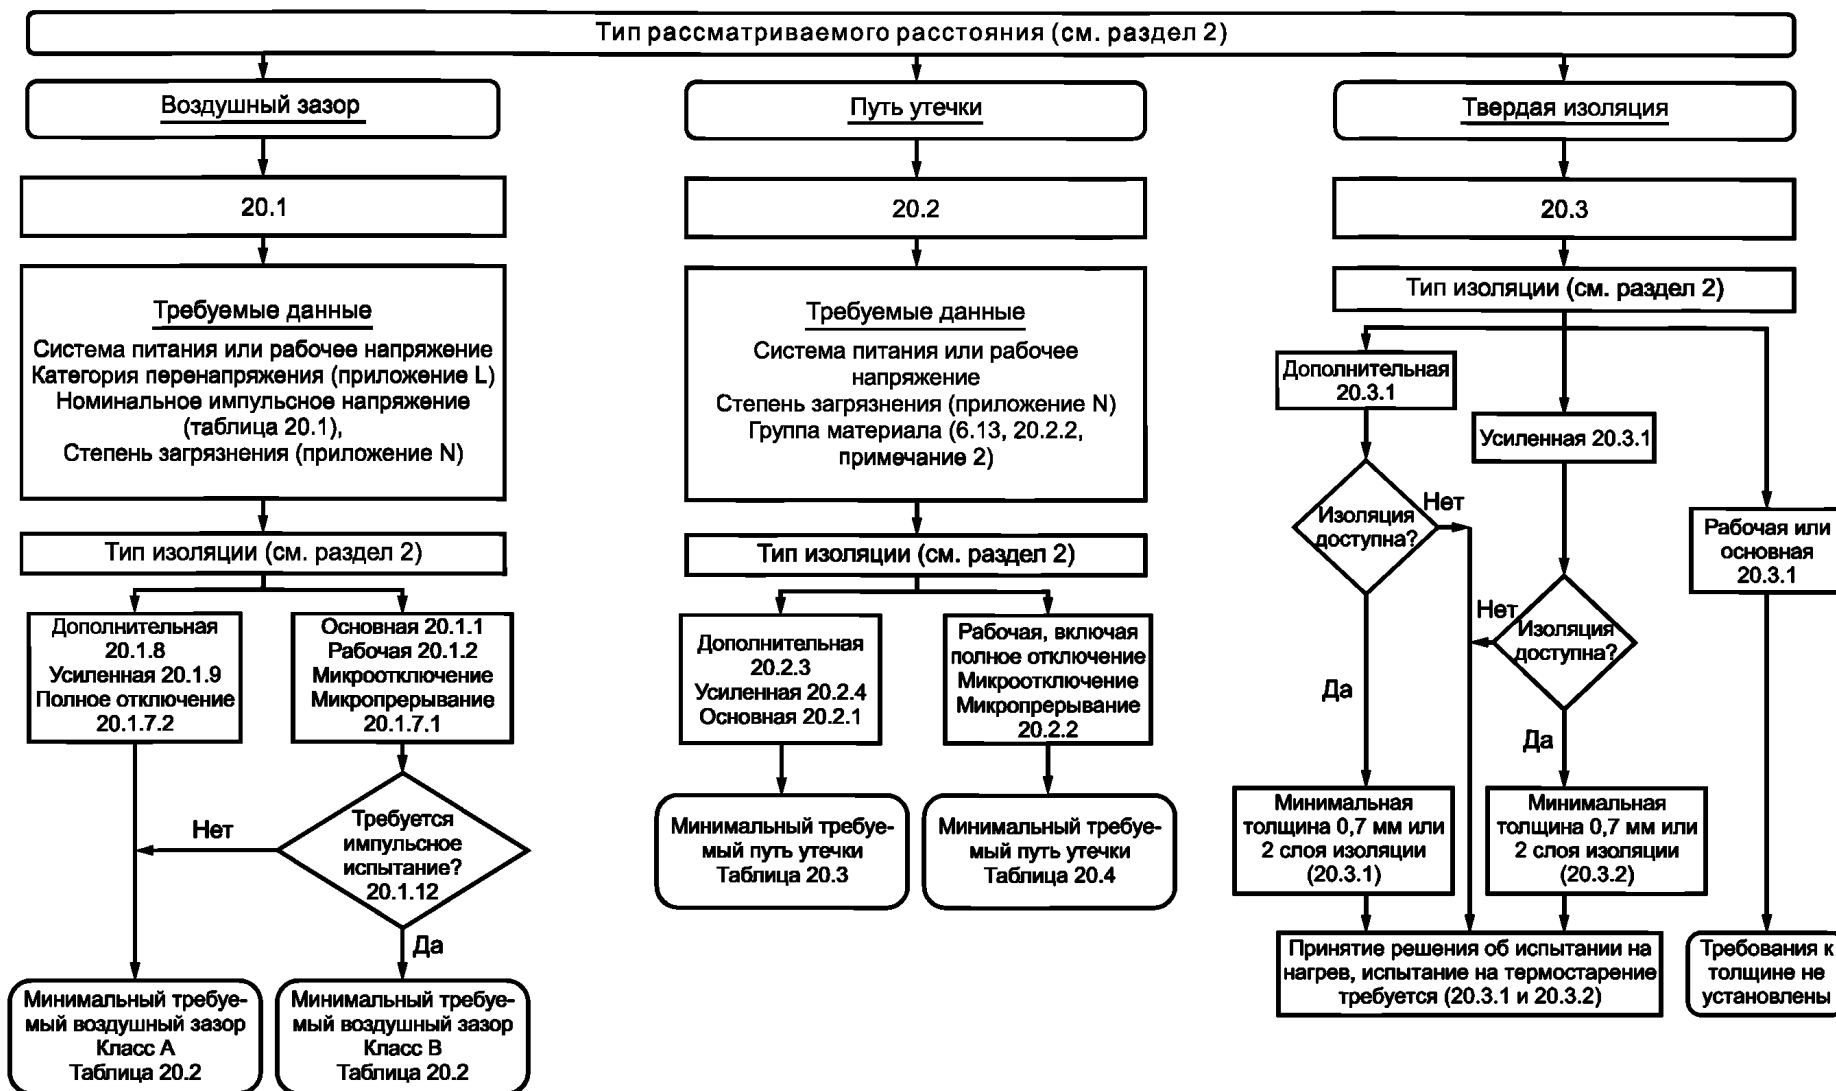 Тип рассматриваемого расстояния (см. раздел 2)
Воздушный зазор
20.1
Требуемые данные
Система питания или рабочее напряжение
Категория перенапряжения (приложение L)
Номинальное импульсное напряжение
(таблица 20.1),
Степень загрязнения (приложение N)
Тип изоляции (см. раздел 2)
Дополнительная
20.1.8
Усиленная 20.1.9
Полное отключение
20.1.7.2
Основная 20.1.1
Рабочая 20.1.2
Микроотключение
Микропрерывание
20.1.7.1
Требуется
импульсное
испытание?
20.1.12
Нет
Да
Минимальный требуе-
мый воздушный зазор
Класс А
Таблица 20.2
Минимальный требуе-
мый воздушный зазор
Класс В
Таблица 20.2
Путь утечки
20.2
Требуемые данные
Система питания или рабочее
напряжение
Степень загрязнения (приложение N)
Группа материала (6.13, 20.2.2,
примечание 2)
Тип изоляции (см. раздел 2)
Дополнительная
20.2.3
Усиленная 20.2.4
Основная 20.2.1
Рабочая, включая
полное отключение
Микроотключение
Микропрерывание
20.2.2
Минимальный требуе-
мый путь утечки
Таблица 20.3
Минимальный требуе-
мый путь утечки
Таблица 20.4
Твердая изоляция
20.3
Тип изоляции (см. раздел 2)
Дополнительная
20.3.1
Усиленная 20.3.1
Рабочая или
основная
20.3.1
Изоляция
доступна?
Нет
Да
Изоляция
доступна?
Нет
Да
Минимальная
толщина 0,7 мм или
2 слоя изоляции
(20.3.1)
Минимальная
толщина 0,7 мм или
2 слоя изоляции
(20.3.2)
Принятие решения об испытании на
нагрев, испытание на термостарение
требуется (20.3.1 и 20.3.2)
Требования к
толщине не
установлены